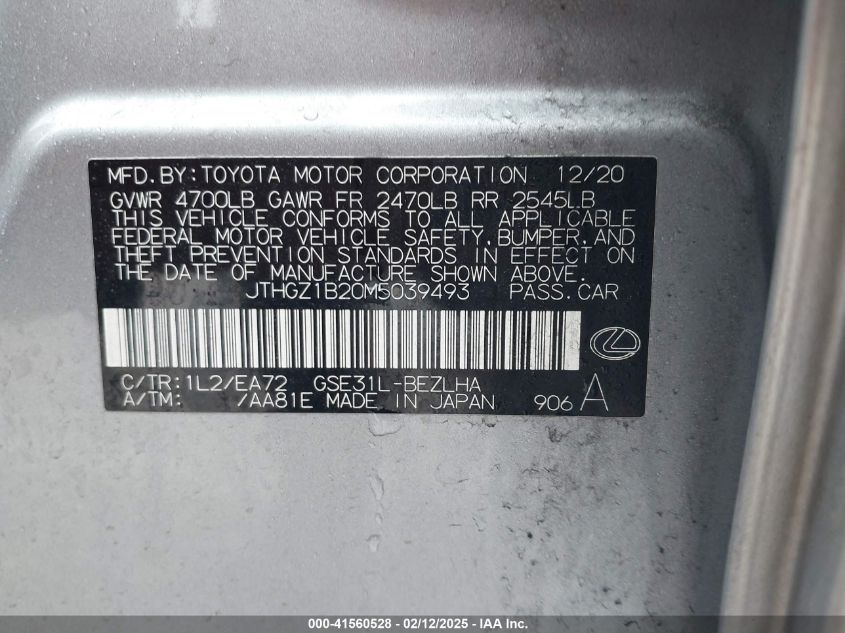 MFD. BY: TOYOTA MOTOR CORPORATION 12/20
GVWR 4700LB GAWR FR 2470LB RR 2545LB
THIS VEHICLE CONFORMS TO ALL APPLICABLE
FEDERAL MOTOR VEHICLE SAFETY, BUMPER, AND
THEFT PREVENTION STANDARDS IN EFFECT ON
THE DATE OF MANUFACTURE SHOWN ABOVE.
JTHGZ1B20M5039493 PASS. CAR
C/TR: 1L2/EA72 GSE31L-BEZLHA
A/TM: /AA81E MADE IN JAPAN 906 A
000-41560528 - 02/12/2025 - IAA Inc.